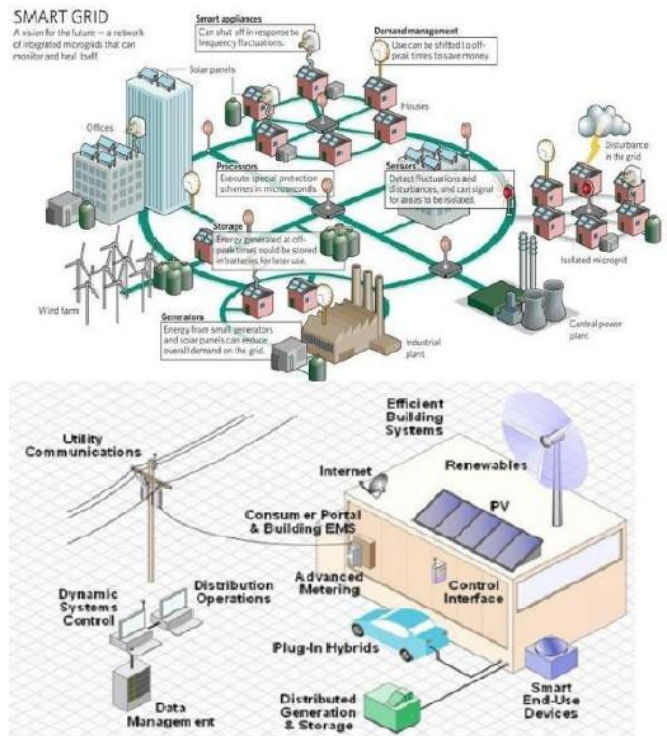 SMART GRID
A vision for the future — a network
of integrated microgrids that can
monitor and heal itself.
Smart appliances
Can shut off in response to
frequency fluctuations.
Demand management
Use can be shifted to off-
peak times to save money.
Solar panels
Houses
Offices
Disturbance
in the grid
Processors
Execute special protection
schemes in microseconds.
Sensors
Detect fluctuations and
disturbances, and can signal
for areas to be isolated.
Storage
Energy generated at off-
peak times could be stored
in batteries for later use.
Isolated microgrid
Wind farm
Generators
Energy from small generators
and solar panels can reduce
overall demand on the grid.
Industrial
plant
Central power
plant
Efficient
Building
Systems
Utility
Communications
Internet
Renewables
PV
Consumer Portal
& Building EMS
Advanced
Metering
Control
Interface
Dynamic
Systems
Control
Distribution
Operations
Plug-In Hybrids
Data
Management
Distributed
Generation
& Storage
Smart
End-Use
Devices